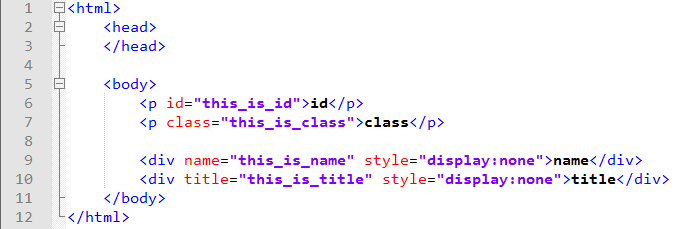 1 <html>
2 <head>
3 </head>
4
5 <body>
6 <p id="this_is_id">id</p>
7 <p class="this_is_class">class</p>
8
9 <div name="this_is_name" style="display:none">name</div>
10 <div title="this_is_title" style="display:none">title</div>
11 </body>
12 </html>